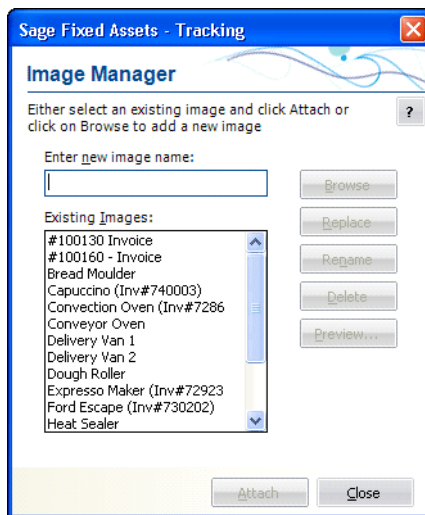 Sage Fixed Assets - Tracking
Image Manager
Either select an existing image and click Attach or
click on Browse to add a new image
?
Enter new image name:
Browse
Existing Images:
Replace
#100130 Invoice
#100160 - Invoice
Rename
Bread Moulder
Capuccino (Inv#740003)
Delete
Convection Oven (Inv#7286
Conveyor Oven
Preview...
Delivery Van 1
Delivery Van 2
Dough Roller
Expresso Maker (Inv#72923
Ford Escape (Inv#730202)
Heat Sealer
Attach
Close